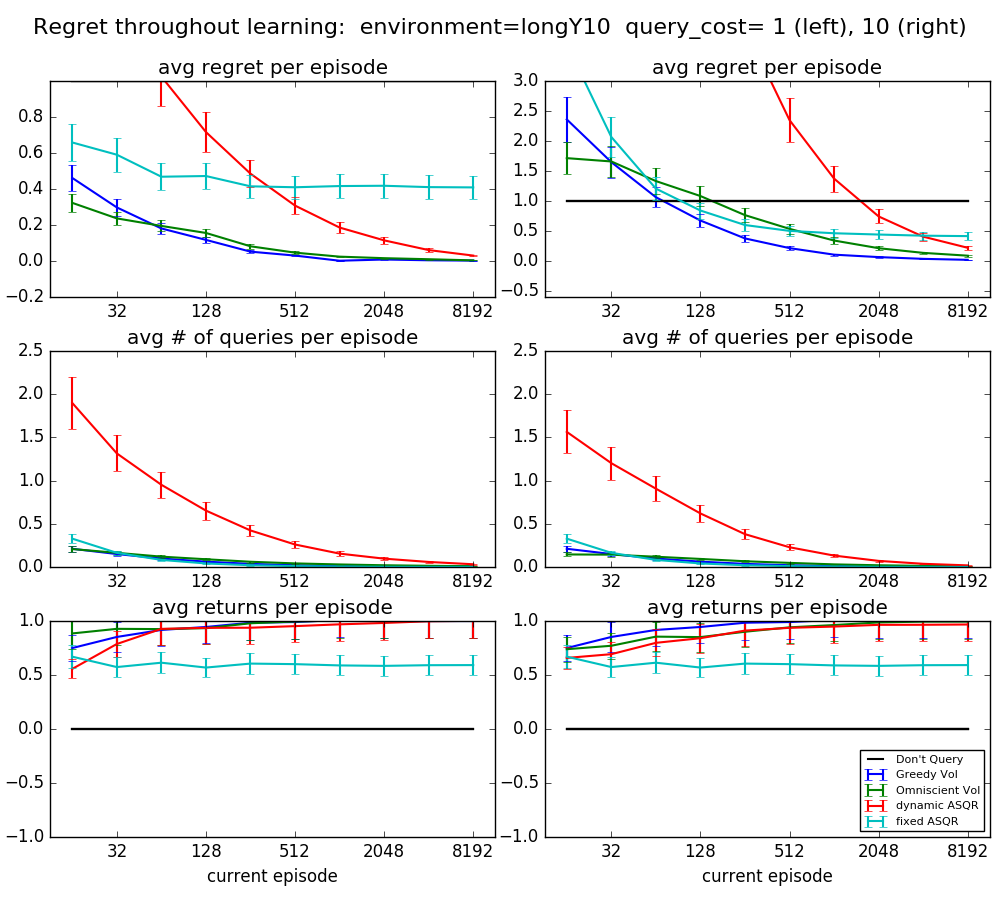 Regret throughout learning:  environment=longY10  query_cost= 1 (left), 10 (right)
avg regret per episode
avg regret per episode
0.8
0.6
0.4
0.2
0.0
−0.2
3.0
2.5
2.0
1.5
1.0
0.5
0.0
−0.5
32 128 512 2048 8192
32 128 512 2048 8192
avg # of queries per episode
avg # of queries per episode
2.5
2.0
1.5
1.0
0.5
0.0
2.5
2.0
1.5
1.0
0.5
0.0
32 128 512 2048 8192
32 128 512 2048 8192
avg returns per episode
avg returns per episode
1.0
0.5
0.0
−0.5
−1.0
1.0
0.5
0.0
−0.5
−1.0
Don't Query
Greedy VoI
Omniscient VoI
dynamic ASQR
fixed ASQR
32 128 512 2048 8192
32 128 512 2048 8192
current episode
current episode